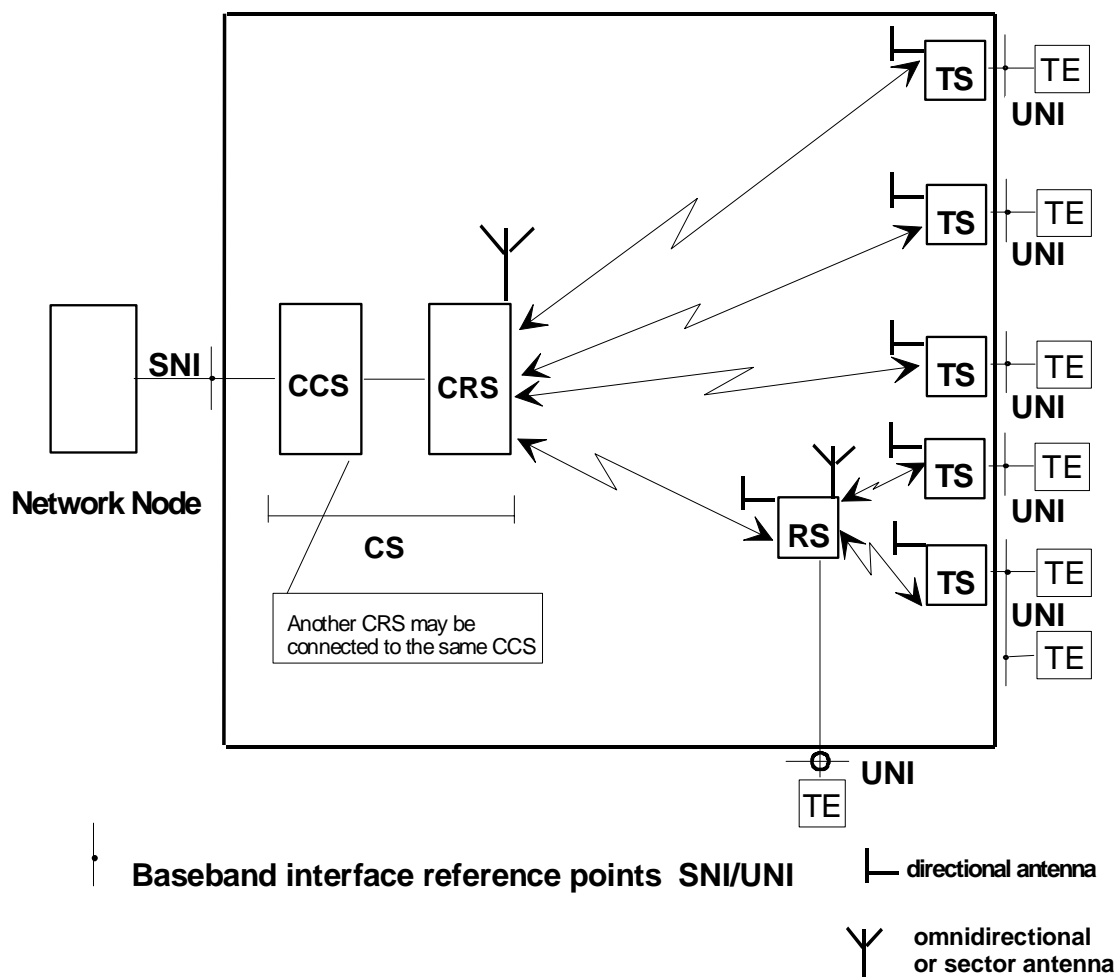 TS
TE
UNI
TS
TE
UNI
SNI
CCS
CRS
TS
TE
UNI
Network Node
CS
TS
TE
UNI
RS
TS
TE
UNI
TE
Another CRS may be
connected to the same CCS
UNI
TE
Baseband interface reference points SNI/UNI
directional antenna
omnidirectional
or sector antenna